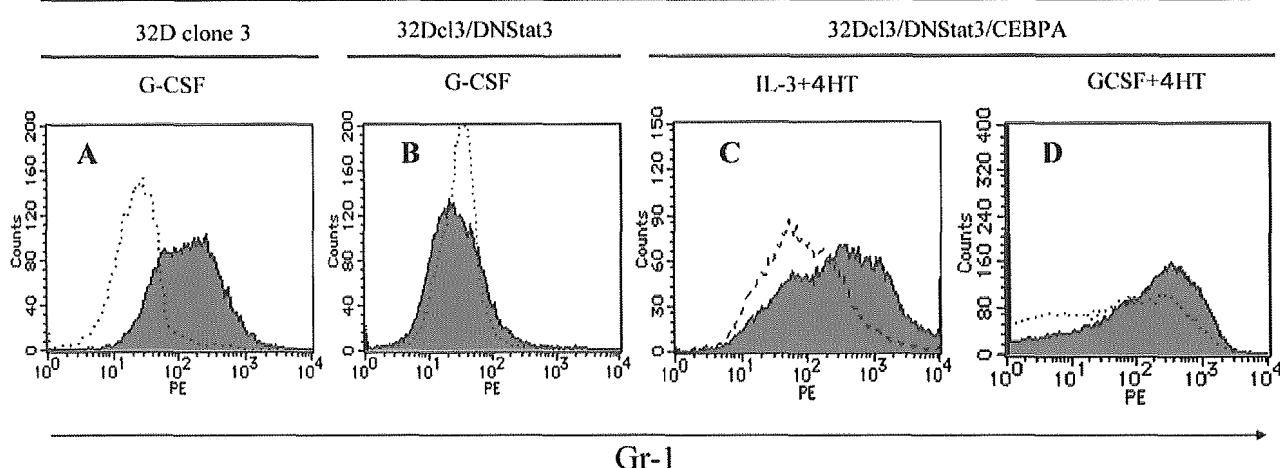 32D clone 3 32Dcl3/DNStat3 32Dcl3/DNStat3/CEBPA
G-CSF G-CSF IL-3+4HT GCSF+4HT
A B C D
Counts Counts Counts Counts
200 200 150 400
160 160 120 320
120 120 90 240
80 80 60 160
40 40 30 80
0 0 0 0
10^0 10^1 10^2 10^3 10^4 10^0 10^1 10^2 10^3 10^4 10^0 10^1 10^2 10^3 10^4 10^0 10^1 10^2 10^3 10^4
PE PE PE PE
Gr-1